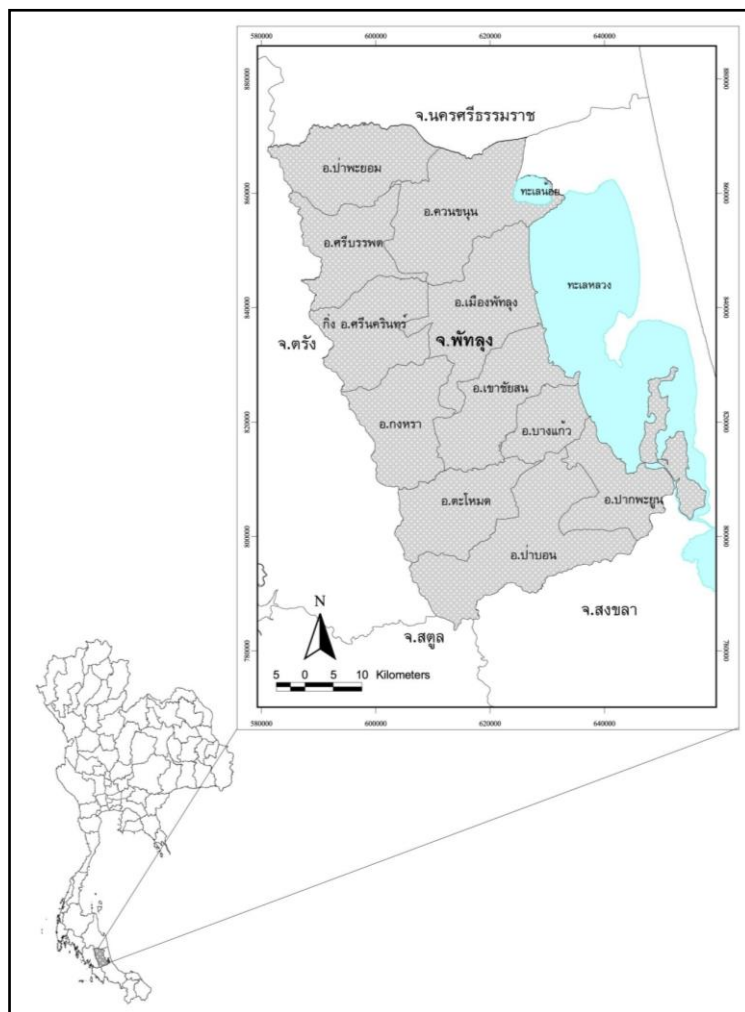 580000 600000 620000 640000
880000 880000
จ.นครศรีธรรมราช
อ.ป่าพะยอม
860000 ทะเลน้อย 860000
อ.ควนขนุน
อ.ศรีบรรพต
ทะเลหลวง
อ.เมืองพัทลุง
840000 840000
กิ่ง อ.ศรีนครินทร์
จ.ตรัง จ.พัทลุง
อ.เขาชัยสน
820000 820000
อ.กงหรา อ.บางแก้ว
อ.ตะโหมด อ.ปากพะยูน
800000 800000
อ.ป่าบอน
N
จ.สตูล จ.สงขลา
780000 780000
5 0 5 10 Kilometers
580000 600000 620000 640000